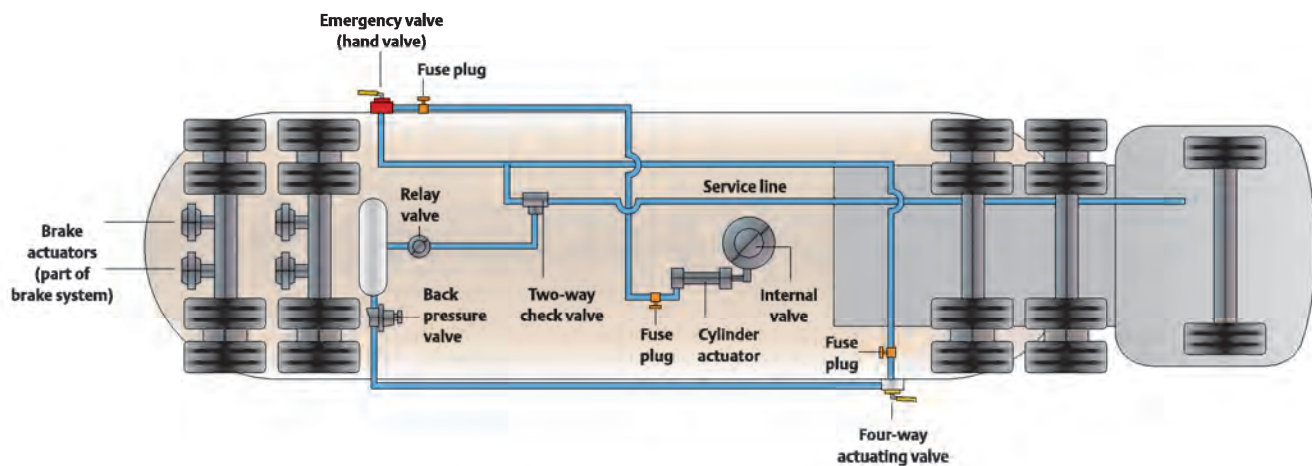 Emergency valve
(hand valve)
Fuse plug
Service line
Relay
valve
Brake
actuators
(part of
brake system)
Back
pressure
valve
Two-way
check valve
Fuse
plug
Cylinder
actuator
Internal
valve
Fuse
plug
Four-way
actuating valve